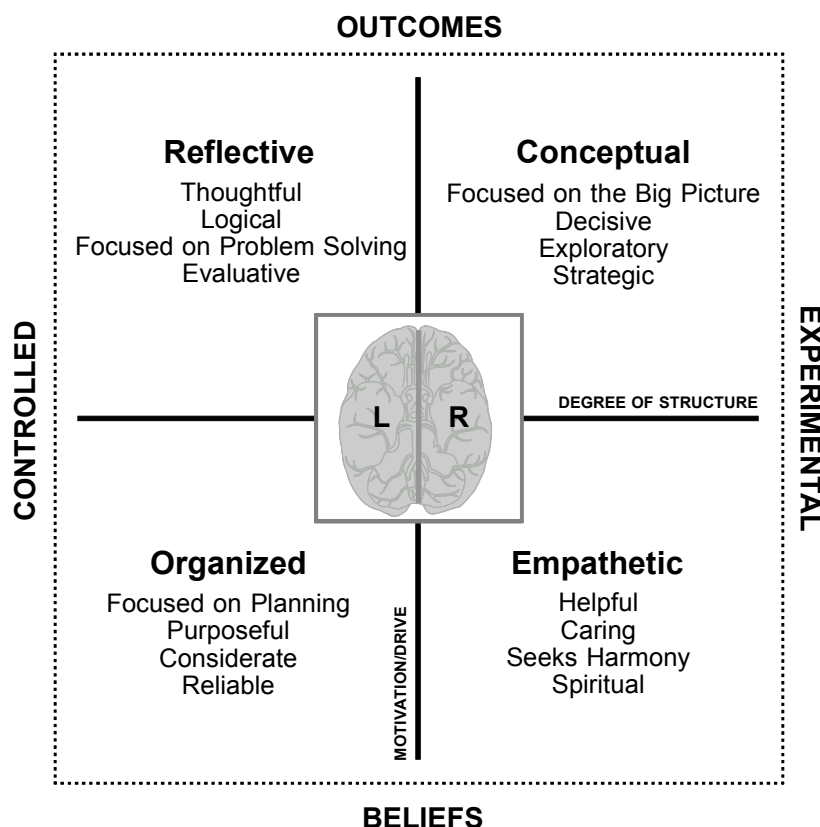 OUTCOMES
Reflective
Thoughtful
Logical
Focused on Problem Solving
Evaluative
Conceptual
Focused on the Big Picture
Decisive
Exploratory
Strategic
CONTROLLED
L
R
DEGREE OF STRUCTURE
EXPERIMENTAL
Organized
Focused on Planning
Purposeful
Considerate
Reliable
MOTIVATION/DRIVE
Empathetic
Helpful
Caring
Seeks Harmony
Spiritual
BELIEFS